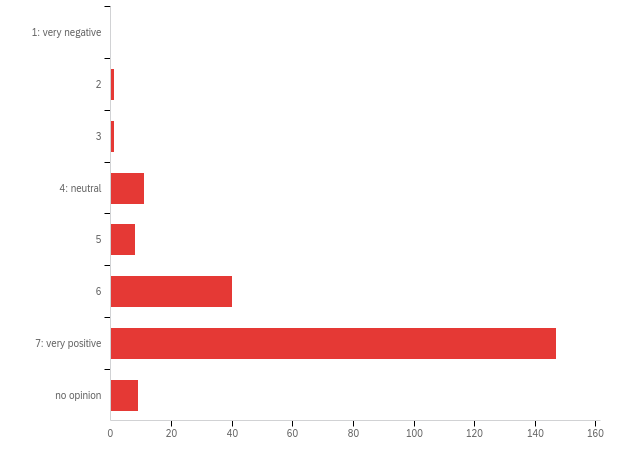 1: very negative
2
3
4: neutral
5
6
7: very positive
no opinion
0 20 40 60 80 100 120 140 160